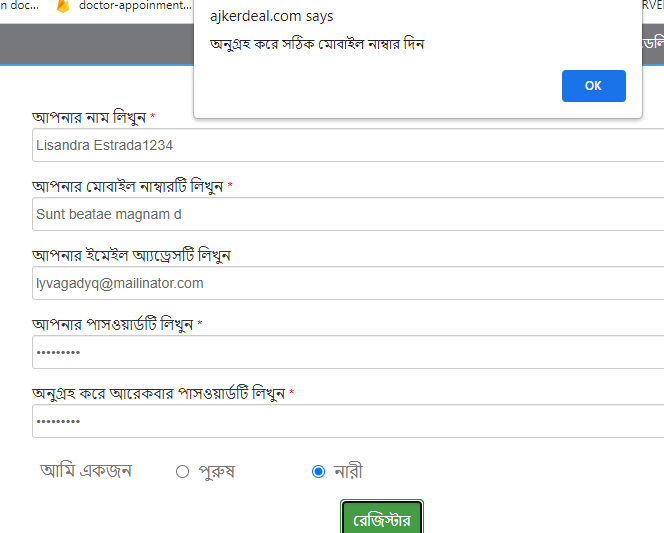 n doc...
doctor-appoinment...
RVE
ajkerdeal.com says
অনুগ্রহ করে সঠিক মোবাইল নাম্বার দিন
OK
ডেলি
আপনার নাম লিখুন *
Lisandra Estrada1234
আপনার মোবাইল নাম্বারটি লিখুন *
Sunt beatae magnam d
আপনার ইমেইল অ্যাড্রেসটি লিখুন
lyvagadyq@mailinator.com
আপনার পাসওয়ার্ডটি লিখুন *
•••••••••
অনুগ্রহ করে আরেকবার পাসওয়ার্ডটি লিখুন *
•••••••••
আমি একজন পুরুষ নারী
রেজিস্টার